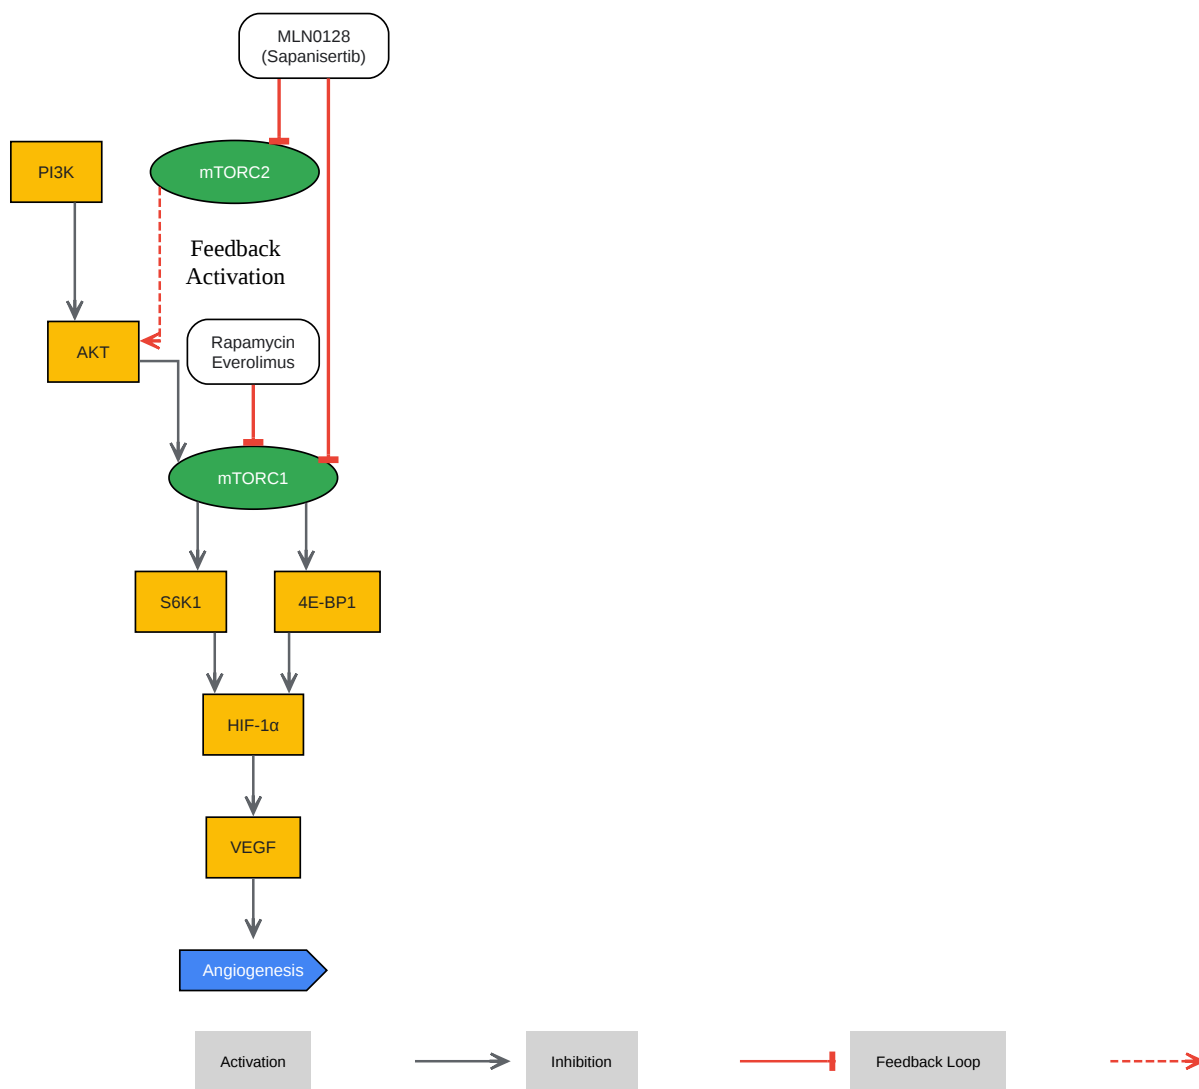 MLN0128
(Sapanisertib)
PI3K
mTORC2
Feedback
Activation
AKT
Rapamycin
Everolimus
mTORC1
S6K1
4E-BP1
HIF-1α
VEGF
Angiogenesis
Activation
Inhibition
Feedback Loop